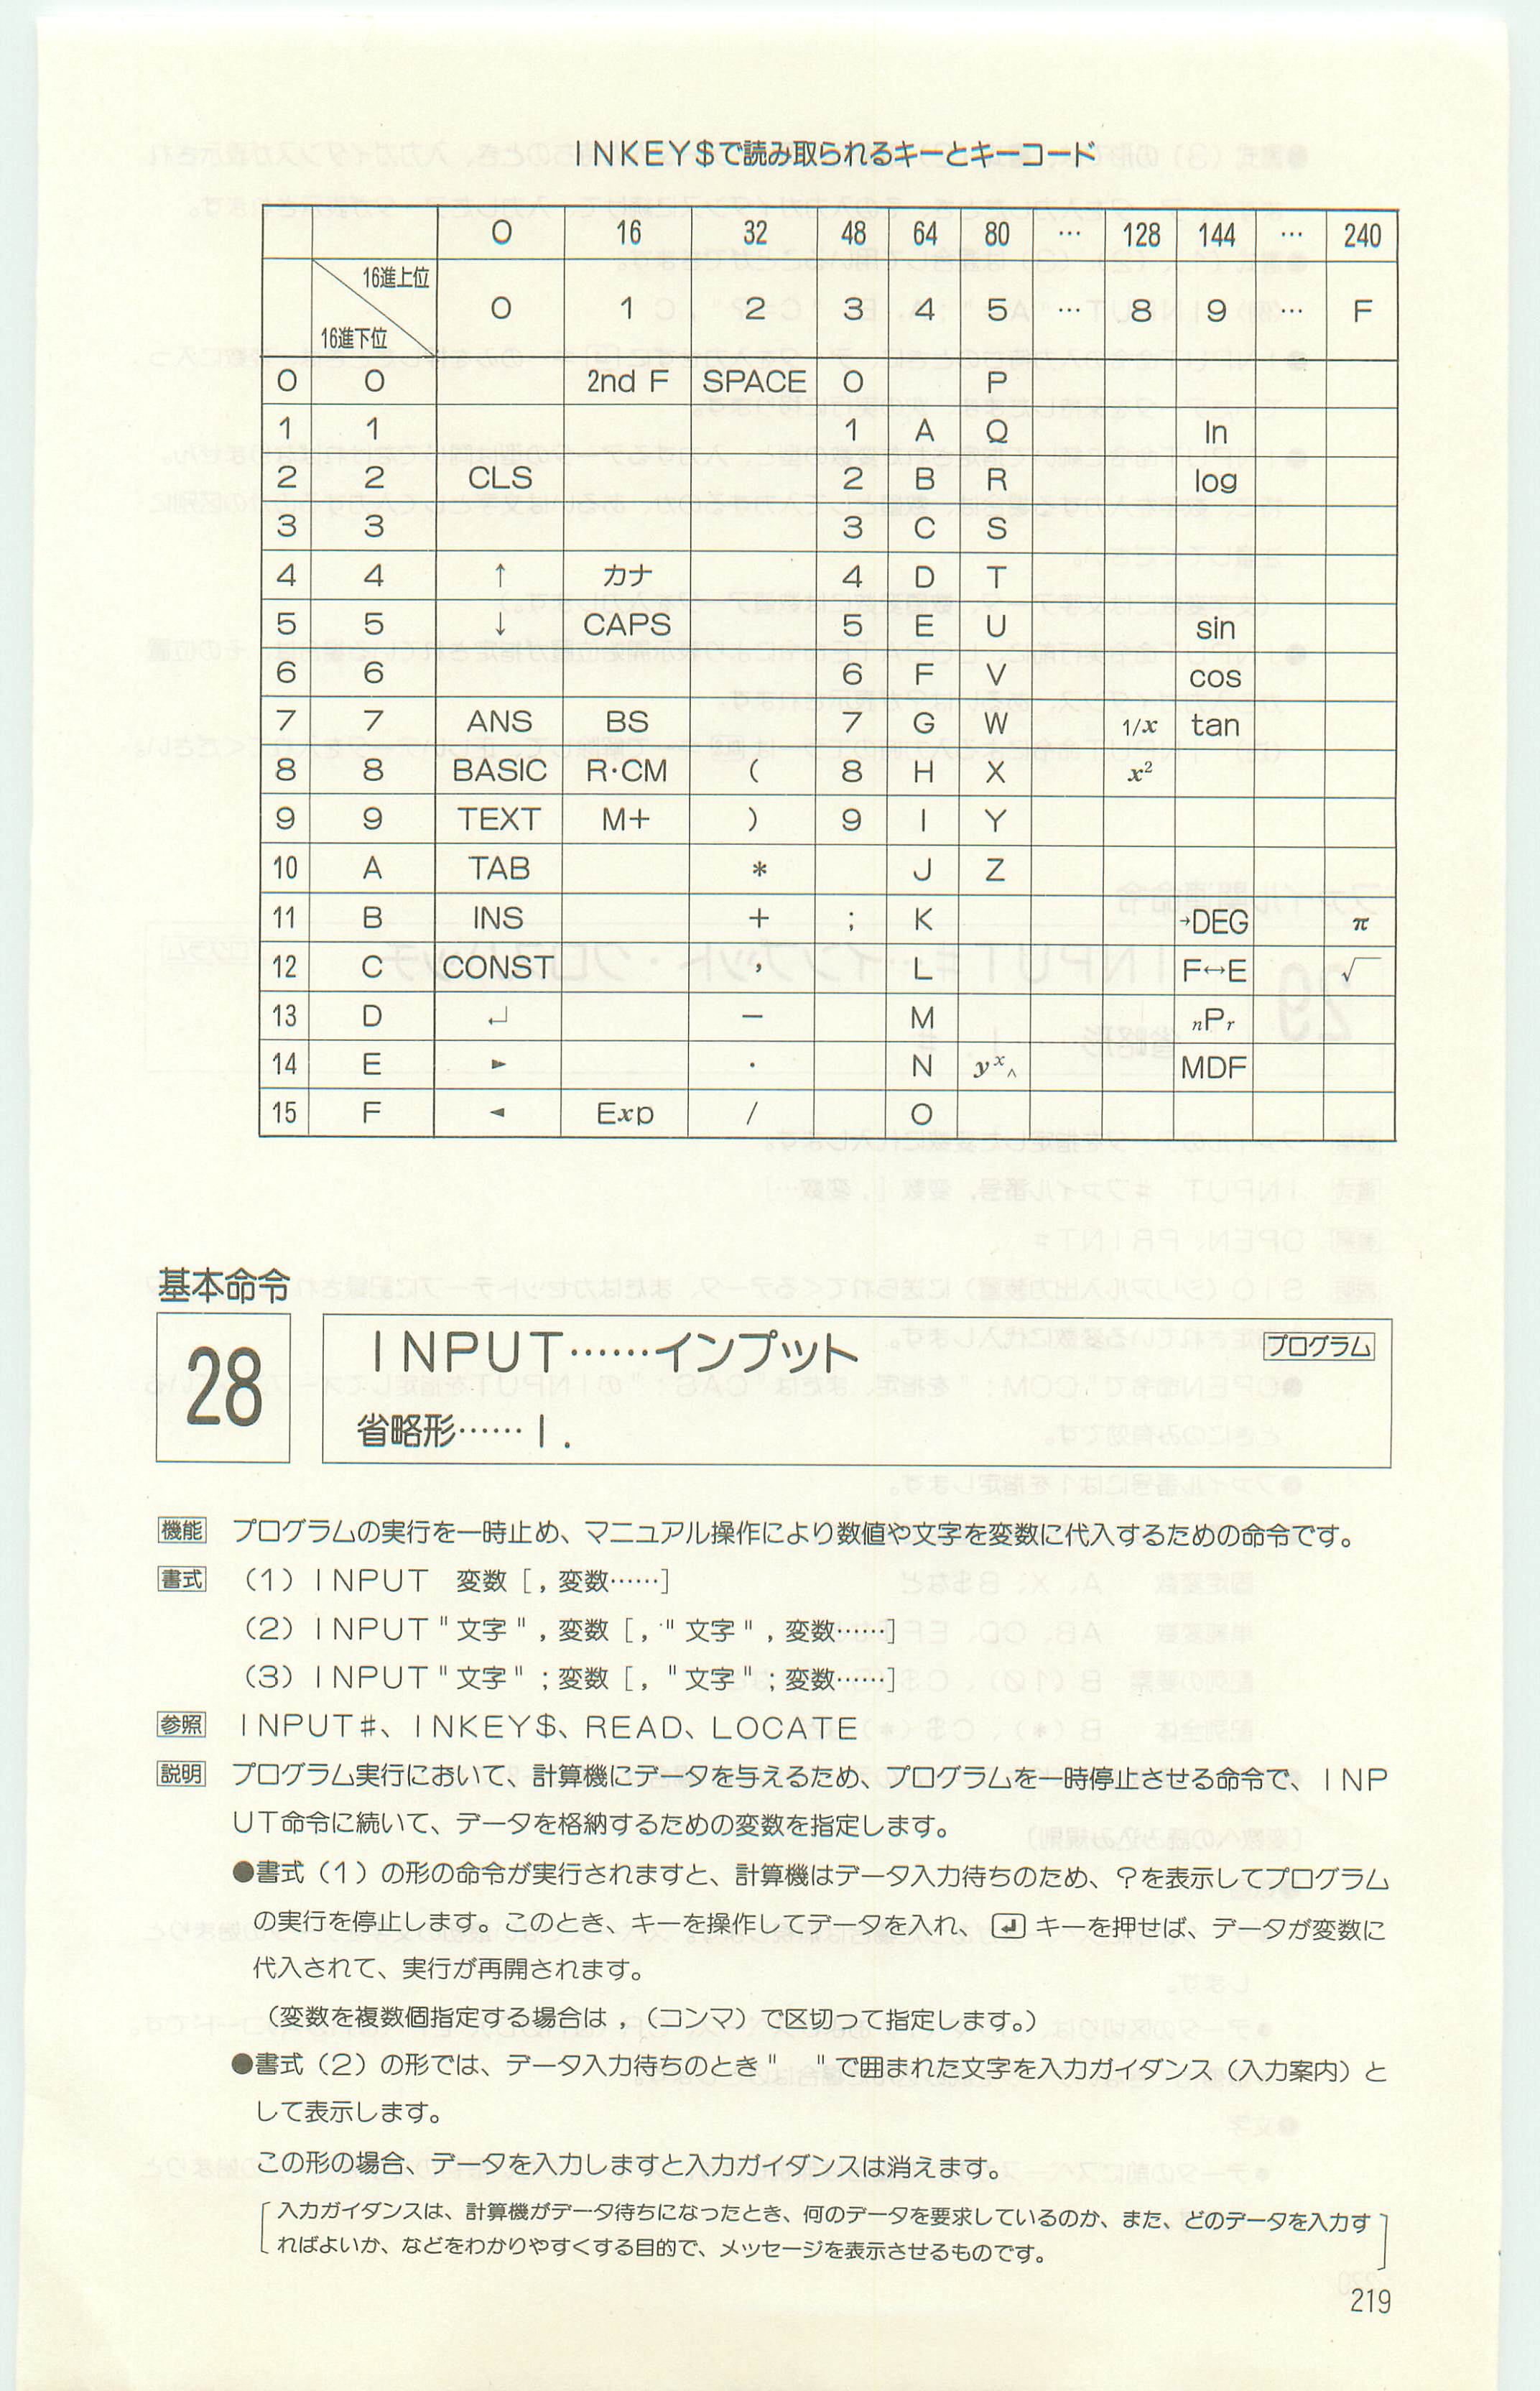 INKEY$で読み取られるキーとキーコード
0 16 32 48 64 80 … 128 144 … 240
16進上位 16進下位 0 1 2 3 4 5 … 8 9 … F
0 0 2nd F SPACE 0 P
1 1 1 A Q ln
2 2 CLS 2 B R log
3 3 3 C S
4 4 ↑ カナ 4 D T
5 5 ↓ CAPS 5 E U sin
6 6 6 F V cos
7 7 ANS BS 7 G W 1/x tan
8 8 BASIC R·CM ( 8 H X x²
9 9 TEXT M+ ) 9 I Y
10 A TAB * J Z
11 B INS + ; K →DEG π
12 C CONST , L F↔E √
13 D ↵ − M nPr
14 E ► . N yˣ^ MDF
15 F ◄ Exp / O
基本命令
28
INPUT……インプット プログラム
省略形……I.
機能 プログラムの実行を一時止め、マニュアル操作により数値や文字を変数に代入するための命令です。
書式 (1) INPUT 変数 [, 変数……]
(2) INPUT "文字", 変数 [, "文字", 変数……]
(3) INPUT "文字" ; 変数 [, "文字" ; 変数……]
参照 INPUT#、INKEY$、READ、LOCATE
説明 プログラム実行において、計算機にデータを与えるため、プログラムを一時停止させる命令で、INP
UT命令に続いて、データを格納するための変数を指定します。
●書式（1）の形の命令が実行されますと、計算機はデータ入力待ちのため、?を表示してプログラム
の実行を停止します。このとき、キーを操作してデータを入れ、↵キーを押せば、データが変数に
代入されて、実行が再開されます。
（変数を複数個指定する場合は，（コンマ）で区切って指定します。）
●書式（2）の形では、データ入力待ちのとき"　"で囲まれた文字を入力ガイダンス（入力案内）と
して表示します。
この形の場合、データを入力しますと入力ガイダンスは消えます。
[入力ガイダンスは、計算機がデータ待ちになったとき、何のデータを要求しているのか、また、どのデータを入力す
ればよいか、などをわかりやすくする目的で、メッセージを表示させるものです。]
219